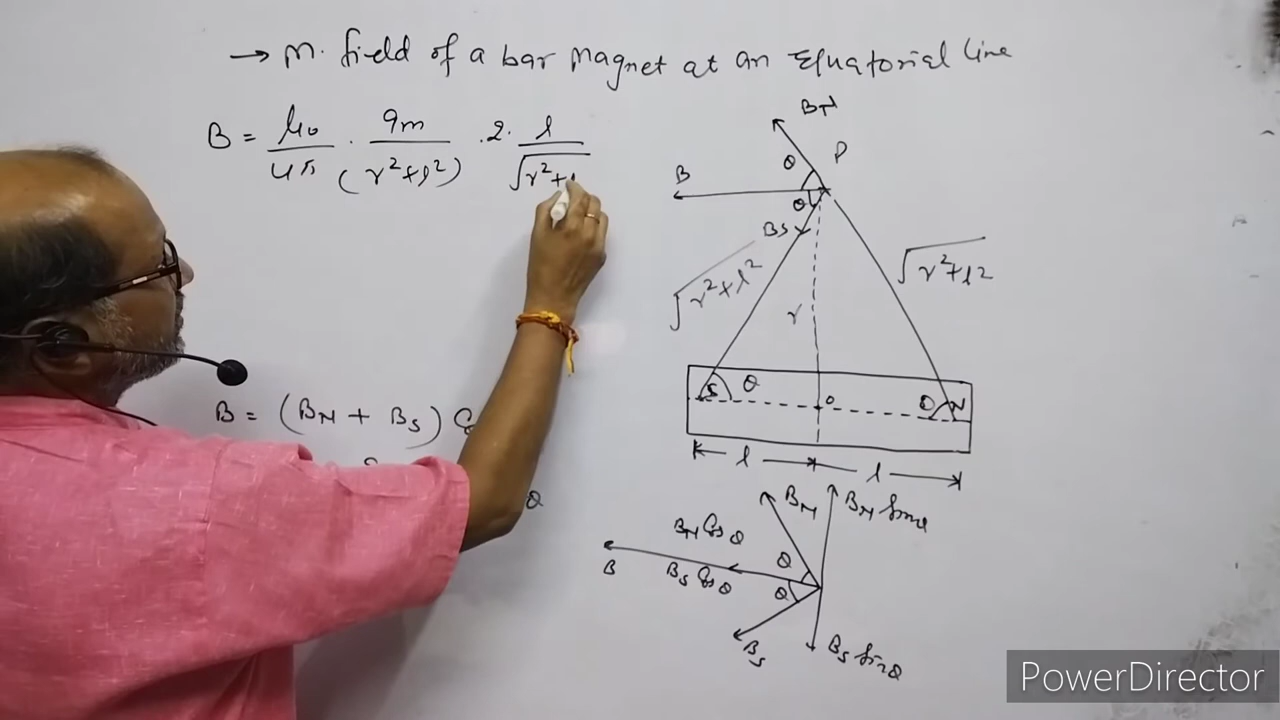 → M. field of a bar Magnet at an Equatorial line
B = μ₀/4π · qm/(r²+l²) · 2 · l/√r²+l
B = (BN + BS) C
θ
BN
P
θ
B
θ
BS
√r²+l²
√r²+l²
r
S θ
o
θ N
l
l
BN
BN Sinθ
BN Cosθ
θ
B
BS Cosθ
θ
BS
BS Sinθ
PowerDirector